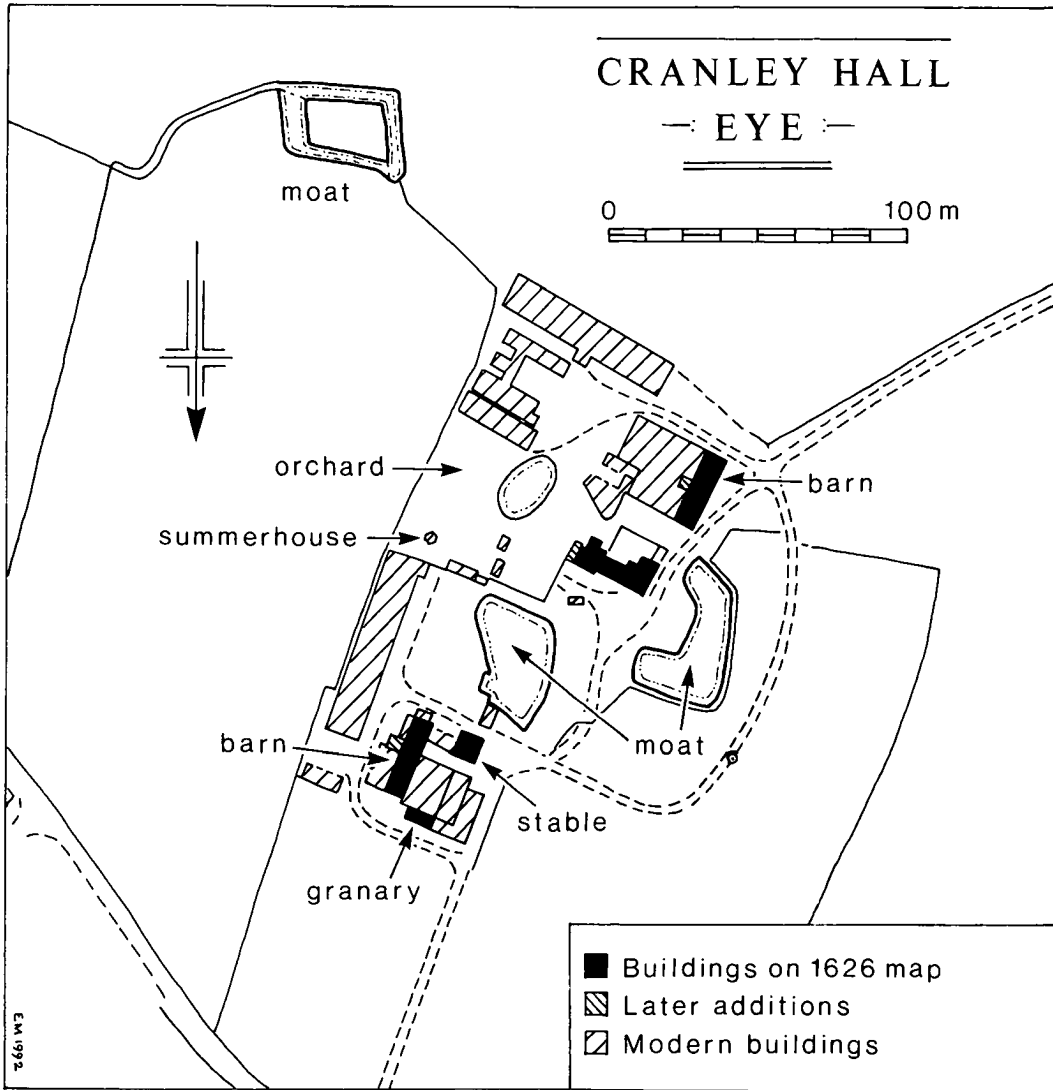 CRANLEY HALL
EYE
0 100 m
moat
orchard
barn
summerhouse
barn
moat
stable
granary
Buildings on 1626 map
Later additions
Modern buildings
EM 1992